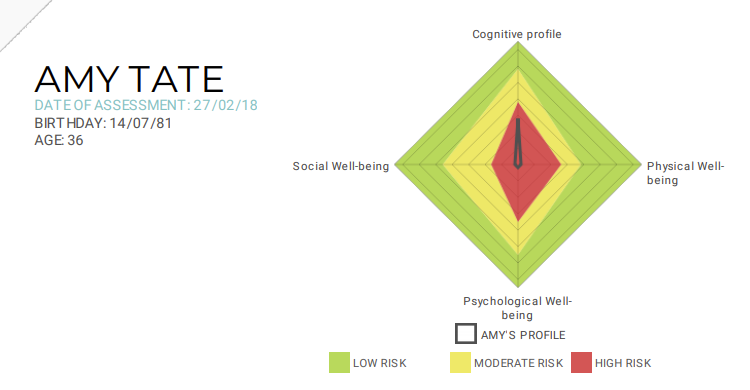 Cognitive profile
AMY TATE
DATE OF ASSESSMENT: 27/02/18
BIRTHDAY: 14/07/81
AGE: 36
Social Well-being
Physical Well-
being
Psychological Well-
being
AMY'S PROFILE
LOW RISK
MODERATE RISK
HIGH RISK